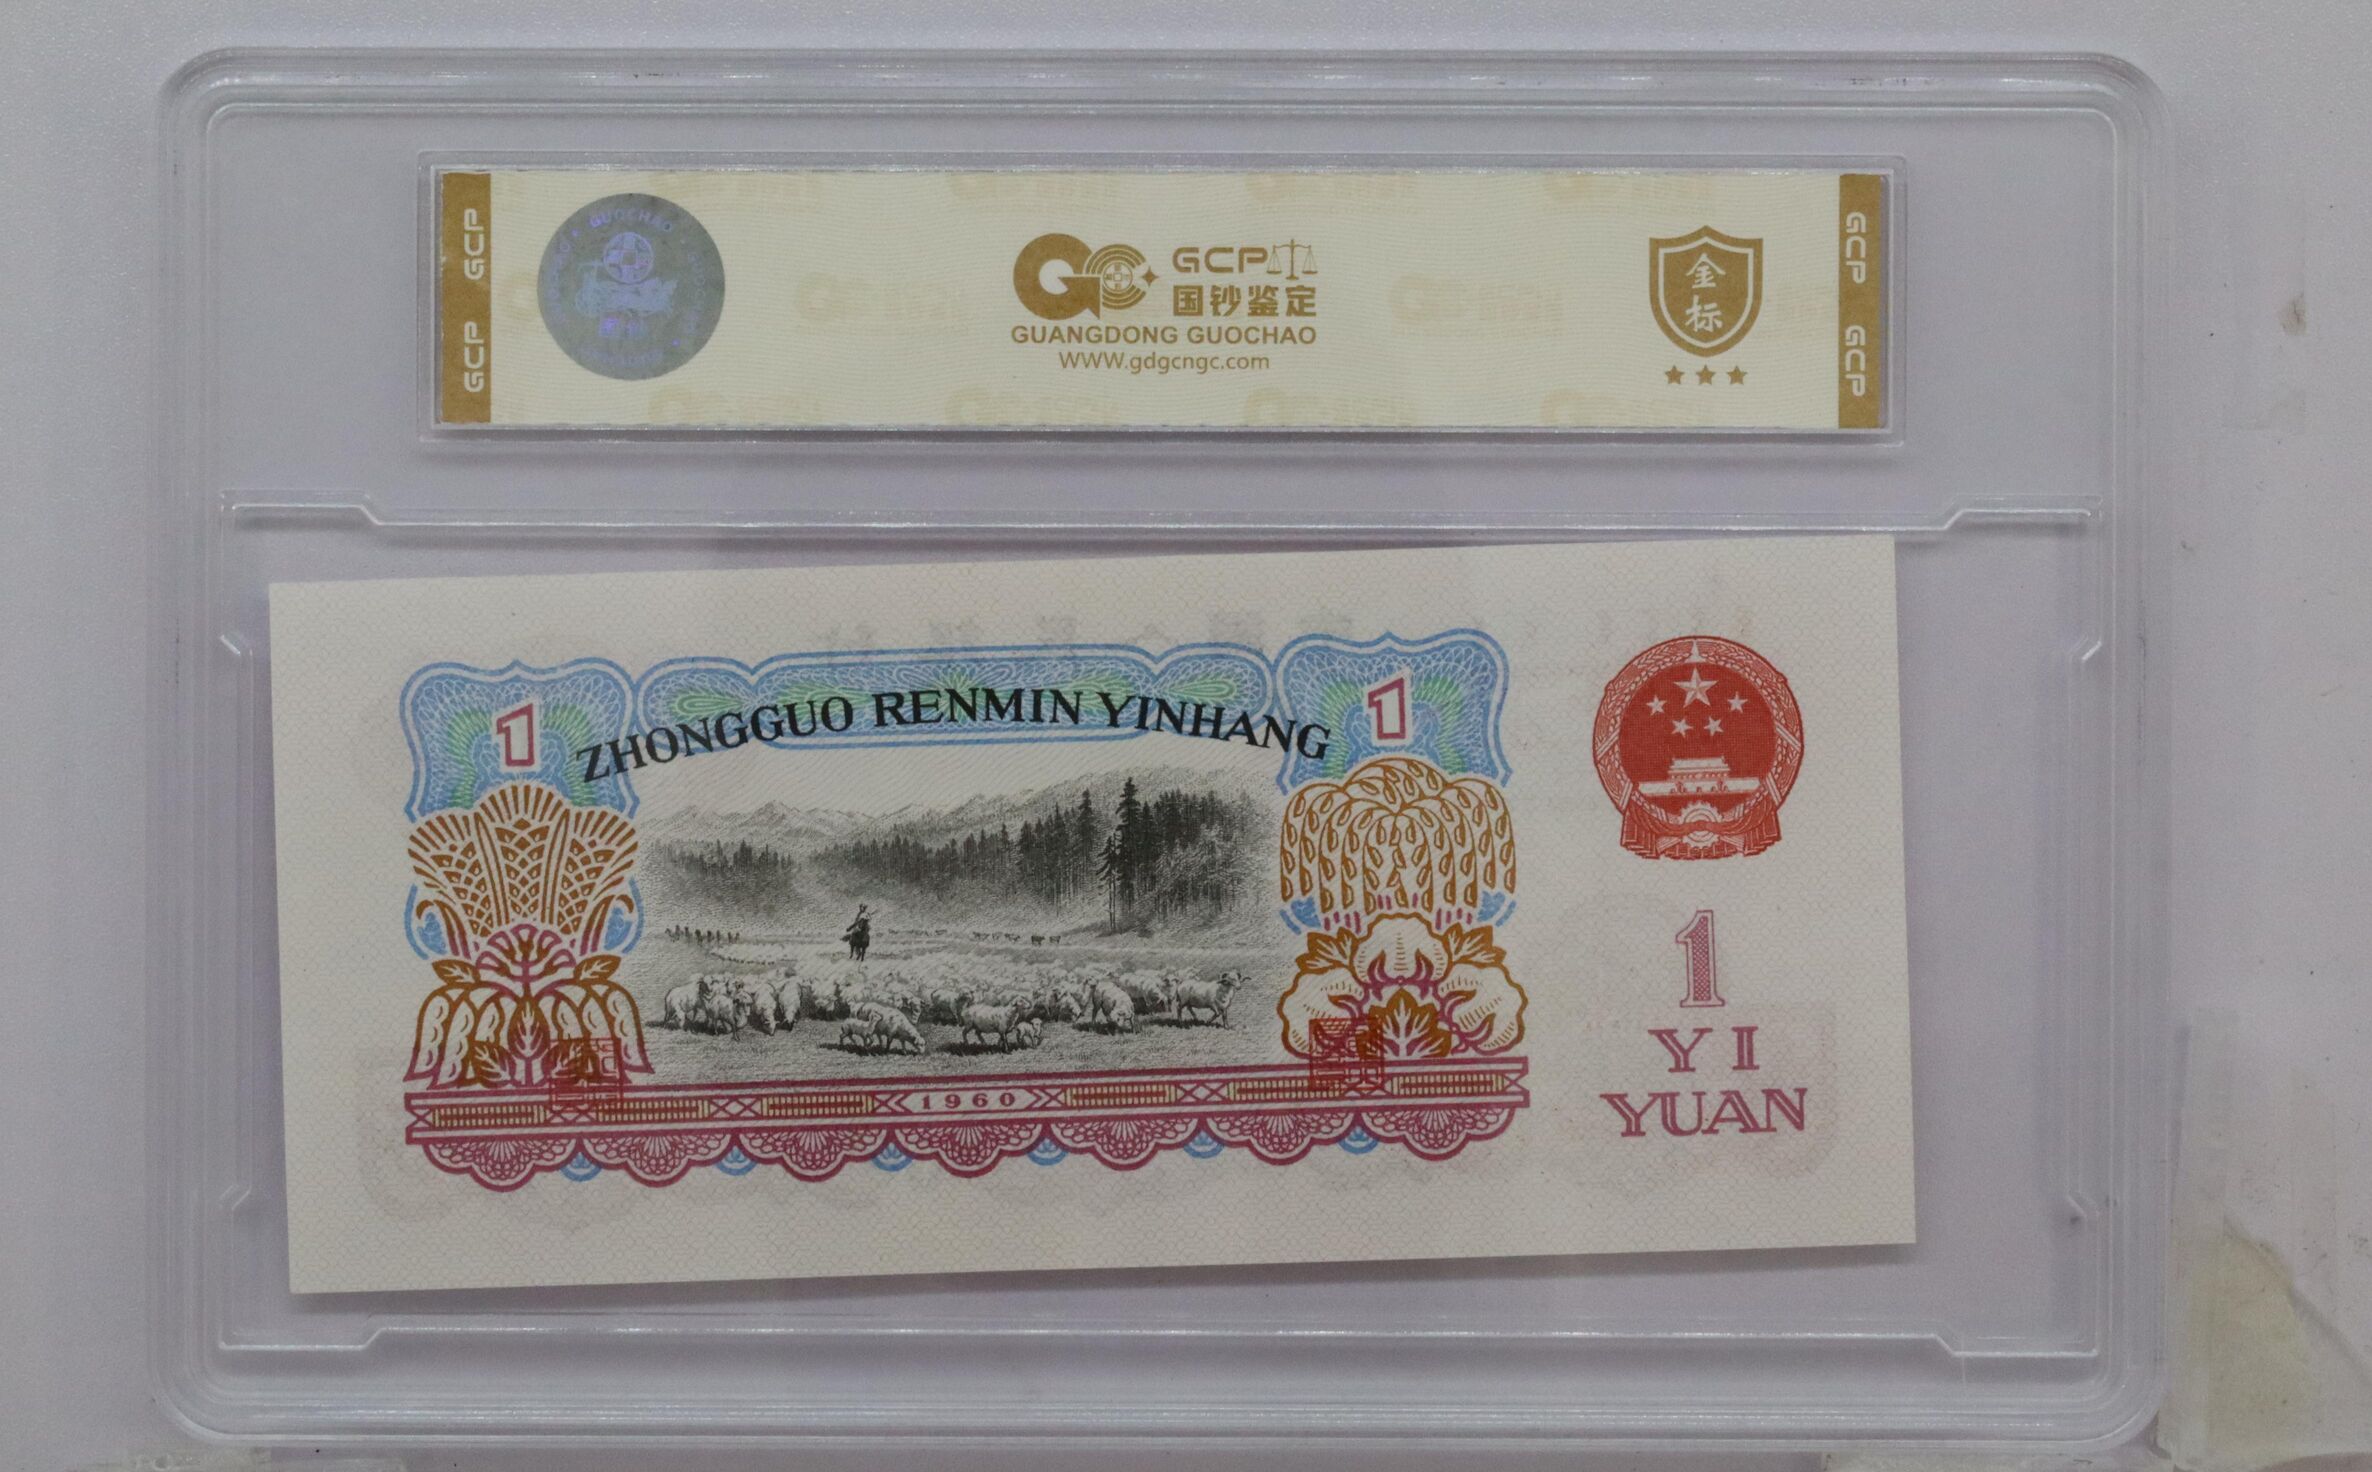 GCP GCP
GUOCHAO
GCP
国钞鉴定
GUANGDONG GUOCHAO
WWW.gdgcngc.com
金
标
GCP GCP
ZHONGGUO RENMIN YINHANG
1
1
1960
1
YI
YUAN